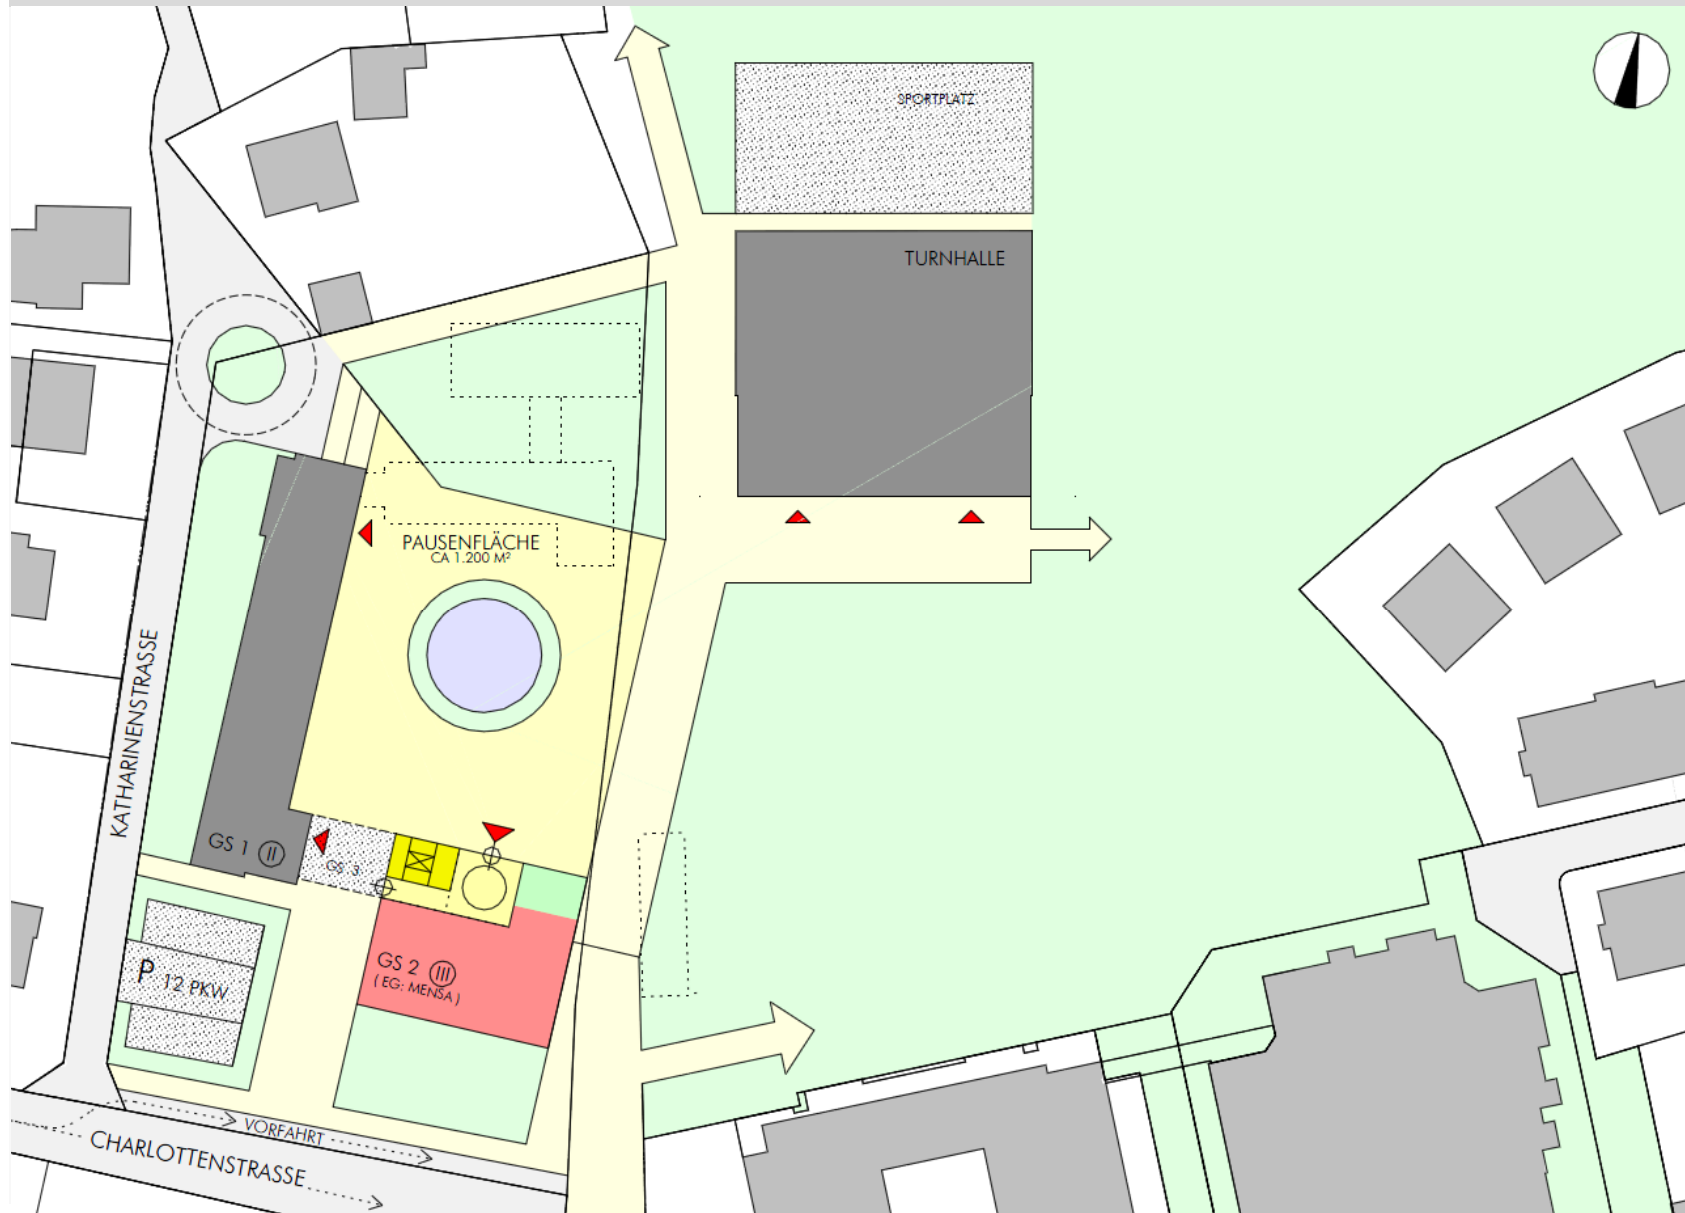 SPORTPLATZ
TURNHALLE
PAUSENFLÄCHE
CA 1.200 M²
KATHARINENSTRASSE
GS 1 II
GS 3
GS 2 III
( EG: MENSA )
P 12 PKW
VORFAHRT
CHARLOTTENSTRASSE